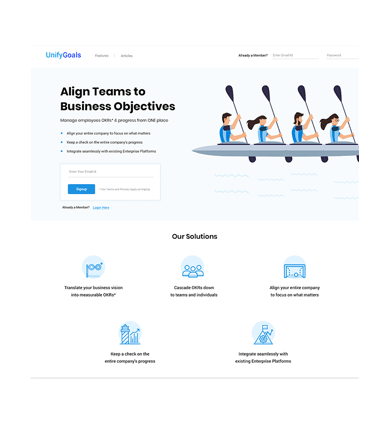 UnifyGoals
Features
Articles
Already a Member?
Enter Email Id
Password
Align Teams to
Business Objectives
Manage employees OKRs* & progress from ONE place.
Align your entire company to focus on what matters
Keep a check on the entire company's progress
Integrate seamlessly with existing Enterprise Platforms
Enter Your Email Id
Signup
Already a Member?
Login Here
Our Solutions
Translate your business vision
into measurable OKRs*
Cascade OKRs down
to teams and individuals
Align your entire company
to focus on what matters
Keep a check on the
entire company's progress
Integrate seamlessly with
existing Enterprise Platforms